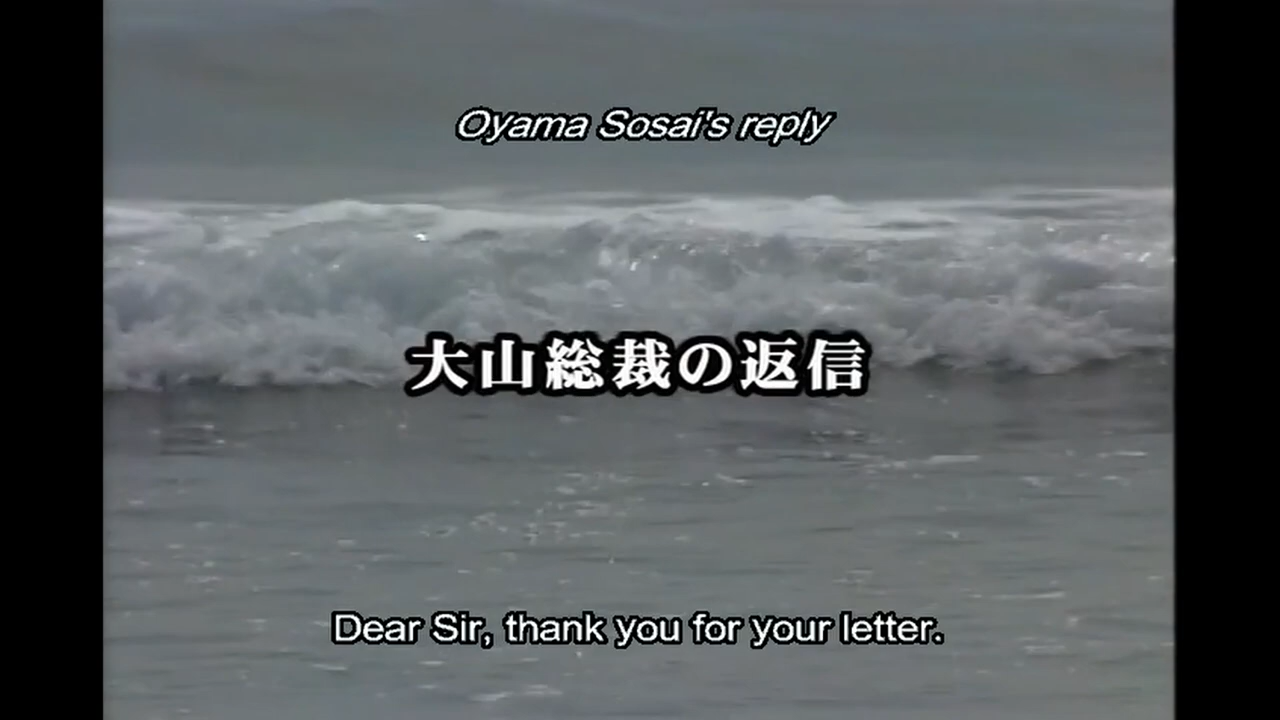 Oyama Sosai's reply
大山総裁の返信
Dear Sir, thank you for your letter.